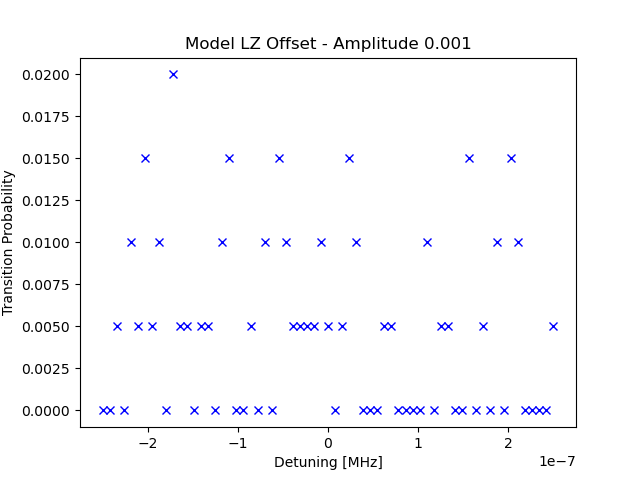 Model LZ Offset - Amplitude 0.001
Transition Probability
0.0200
0.0175
0.0150
0.0125
0.0100
0.0075
0.0050
0.0025
0.0000
−2 −1 0 1 2
1e−7
Detuning [MHz]